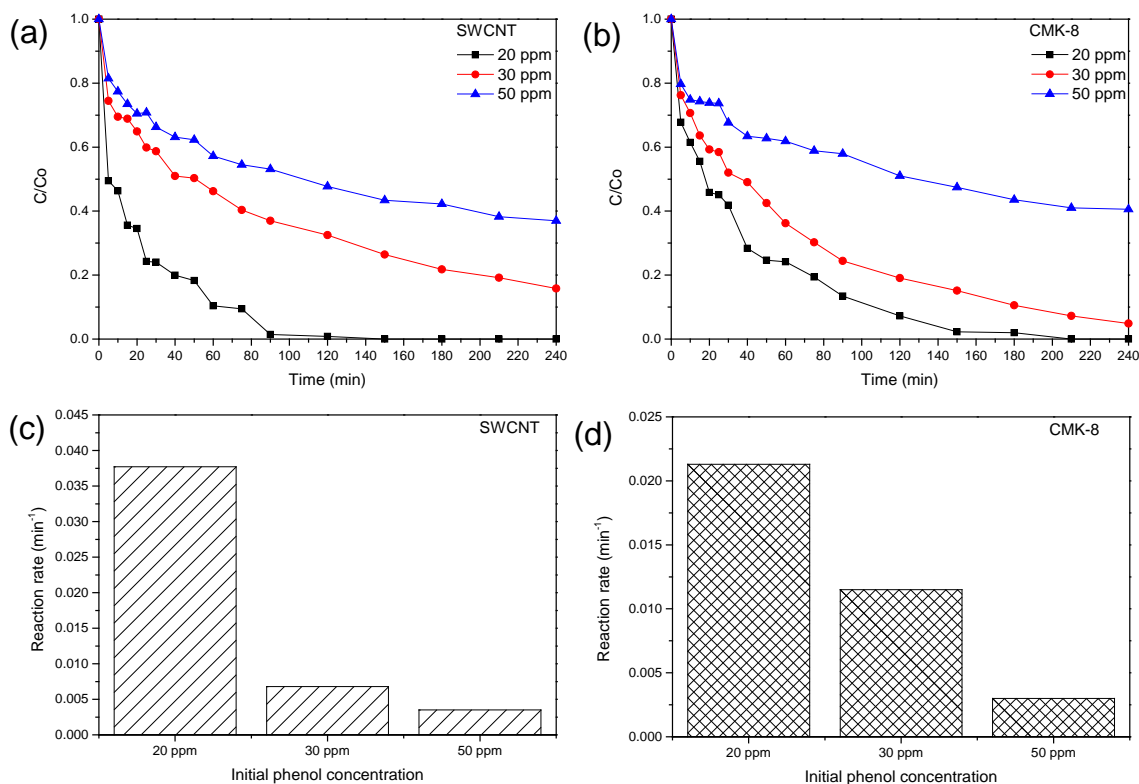 (a)
SWCNT
20 ppm
30 ppm
50 ppm
C/Co
1.0
0.8
0.6
0.4
0.2
0.0
0 20 40 60 80 100 120 140 160 180 200 220 240
Time (min)
(b)
CMK-8
20 ppm
30 ppm
50 ppm
C/Co
1.0
0.8
0.6
0.4
0.2
0.0
0 20 40 60 80 100 120 140 160 180 200 220 240
Time (min)
(c)
SWCNT
Reaction rate (min⁻¹)
0.045
0.040
0.035
0.030
0.025
0.020
0.015
0.010
0.005
0.000
20 ppm 30 ppm 50 ppm
Initial phenol concentration
(d)
CMK-8
Reaction rate (min⁻¹)
0.025
0.020
0.015
0.010
0.005
0.000
20 ppm 30 ppm 50 ppm
Initial phenol concentration